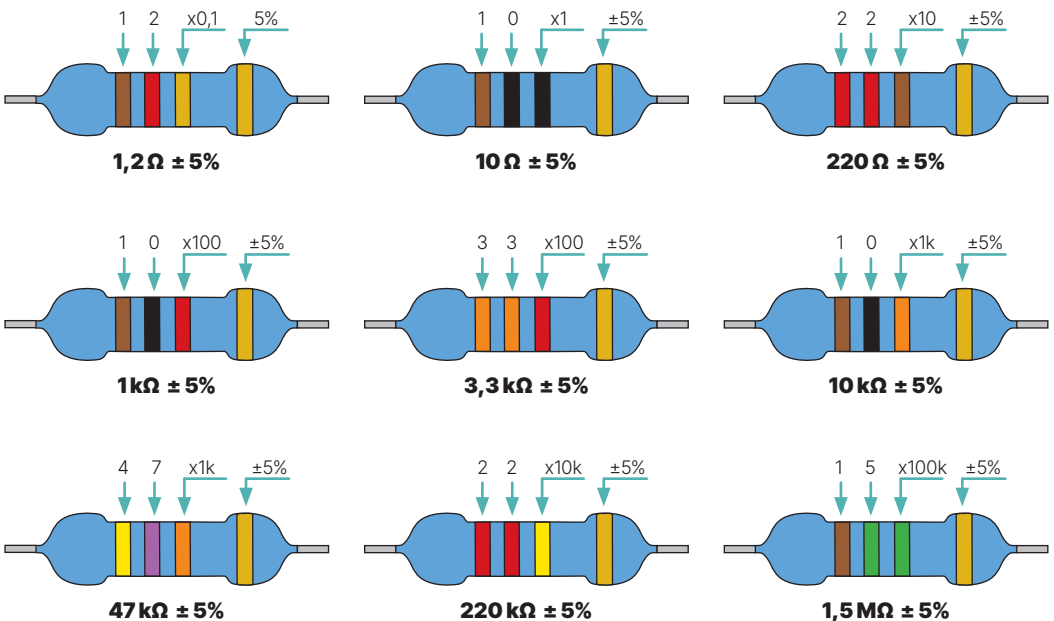 1 2 x0,1 5%
1 0 x1 ±5%
2 2 x10 ±5%
1,2 Ω ± 5%
10 Ω ± 5%
220 Ω ± 5%
1 0 x100 ±5%
3 3 x100 ±5%
1 0 x1k ±5%
1 kΩ ± 5%
3,3 kΩ ± 5%
10 kΩ ± 5%
4 7 x1k ±5%
2 2 x10k ±5%
1 5 x100k ±5%
47 kΩ ± 5%
220 kΩ ± 5%
1,5 MΩ ± 5%